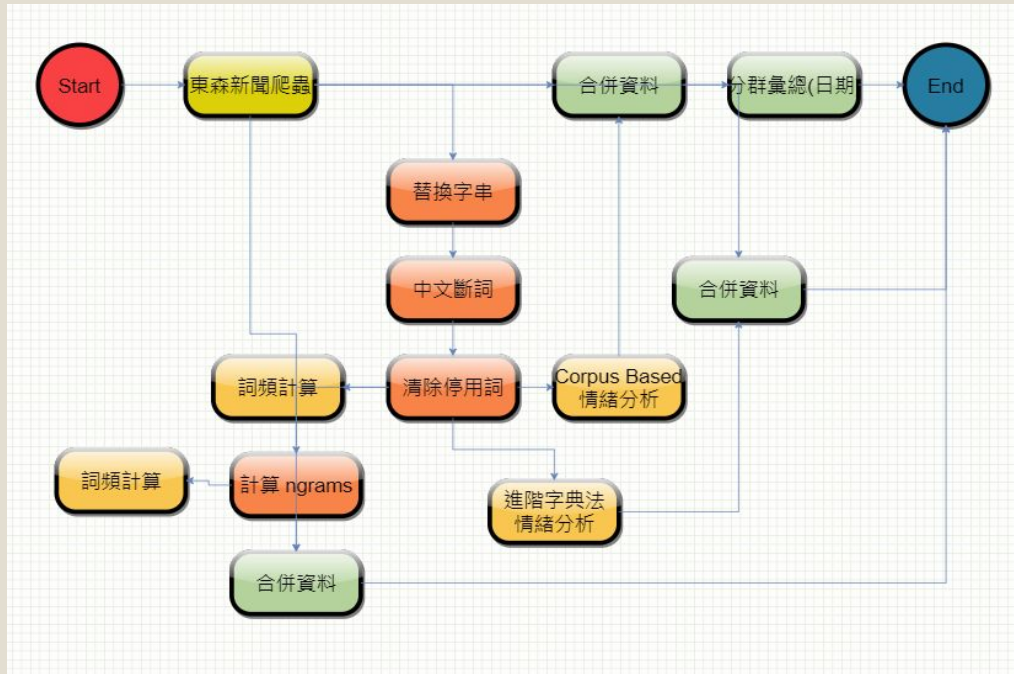 Start
東森新聞爬蟲
合併資料
分群彙總(日期
End
替換字串
中文斷詞
合併資料
詞頻計算
清除停用詞
Corpus Based
情緒分析
詞頻計算
計算 ngrams
進階字典法
情緒分析
合併資料